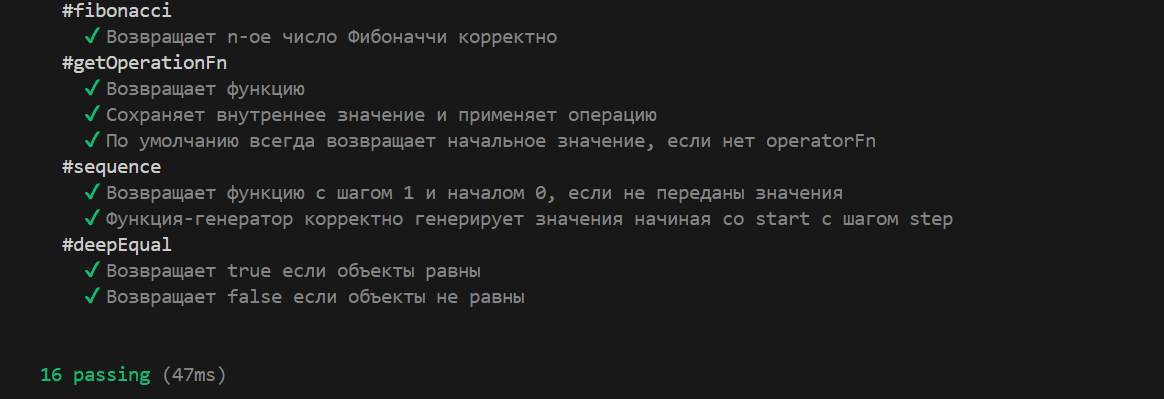 #fibonacci
✓ Возвращает n-ое число Фибоначчи корректно
#getOperationFn
✓ Возвращает функцию
✓ Сохраняет внутреннее значение и применяет операцию
✓ По умолчанию всегда возвращает начальное значение, если нет operatorFn
#sequence
✓ Возвращает функцию с шагом 1 и началом 0, если не переданы значения
✓ Функция-генератор корректно генерирует значения начиная со start с шагом step
#deepEqual
✓ Возвращает true если объекты равны
✓ Возвращает false если объекты не равны
16 passing (47ms)